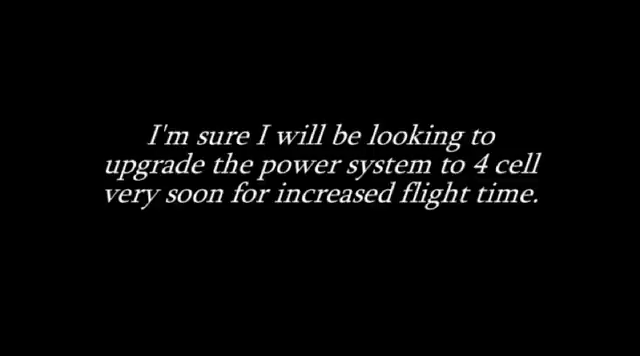 I'm sure I will be looking to
upgrade the power system to 4 cell
very soon for increased flight time.